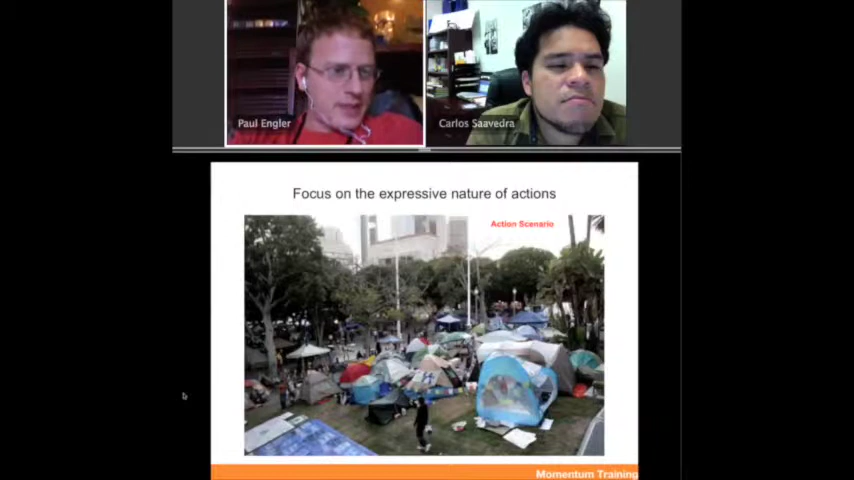 Paul Engler
Carlos Saavedra
Focus on the expressive nature of actions
Action Scenario
Momentum Training